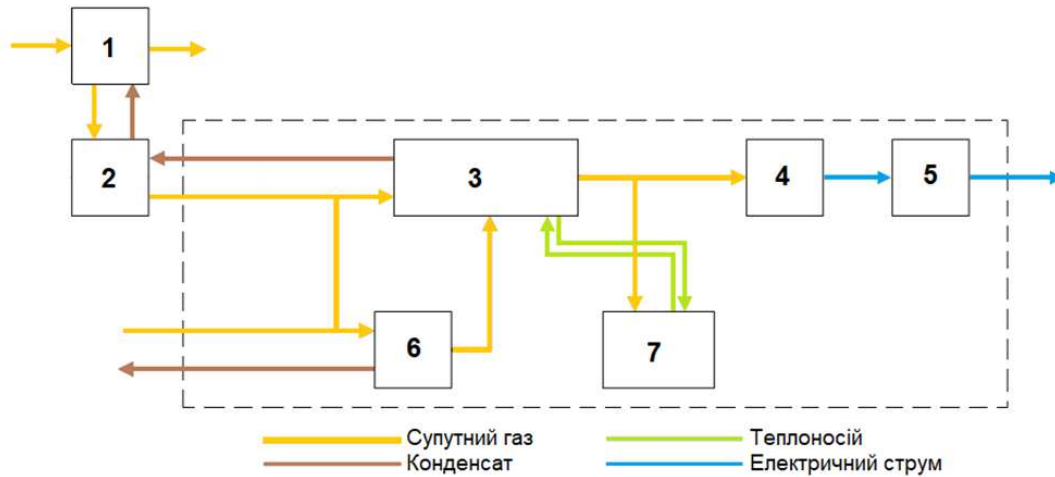 1
2
3
4
5
6
7
Супутний газ
Теплоносій
Конденсат
Електричний струм